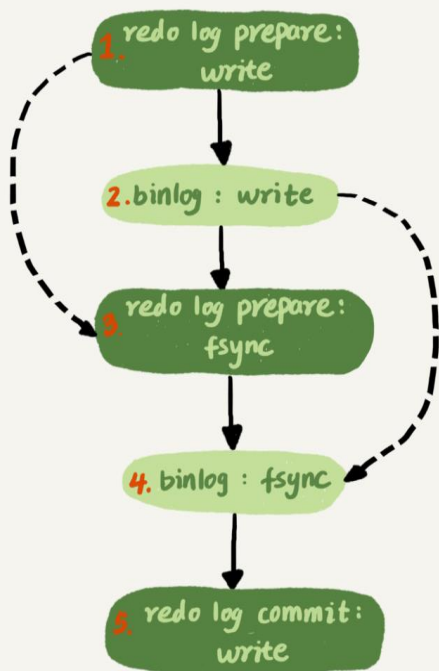 1. redo log prepare:
write
2. binlog : write
3. redo log prepare:
fsync
4. binlog : fsync
5. redo log commit:
write